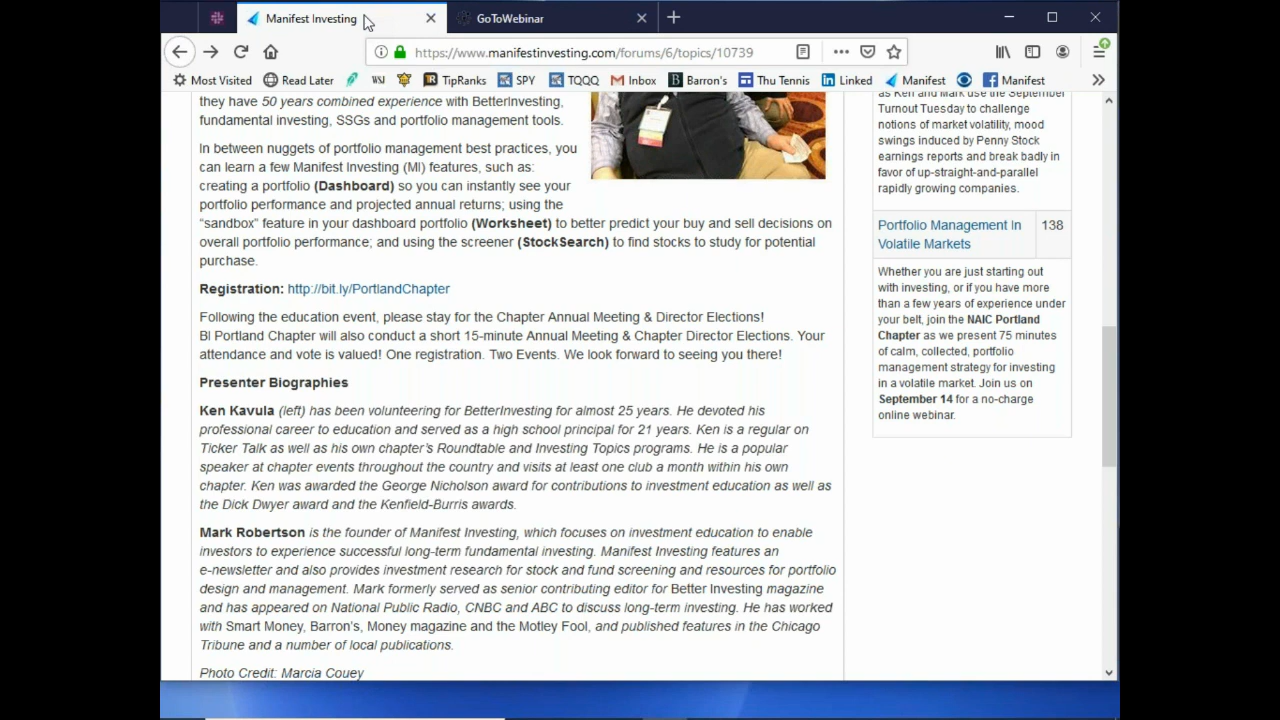 Manifest Investing
GoToWebinar
https://www.manifestinvesting.com/forums/6/topics/10739
Most Visited
Read Later
WSJ
TipRanks
SPY
TQQQ
Inbox
Barron's
Thu Tennis
Linked
Manifest
Manifest
they have 50 years combined experience with BetterInvesting,
fundamental investing, SSGs and portfolio management tools.
In between nuggets of portfolio management best practices, you
can learn a few Manifest Investing (MI) features, such as:
creating a portfolio (Dashboard) so you can instantly see your
portfolio performance and projected annual returns; using the
“sandbox” feature in your dashboard portfolio (Worksheet) to better predict your buy and sell decisions on
overall portfolio performance; and using the screener (StockSearch) to find stocks to study for potential
purchase.
Registration: http://bit.ly/PortlandChapter
Following the education event, please stay for the Chapter Annual Meeting & Director Elections!
BI Portland Chapter will also conduct a short 15-minute Annual Meeting & Chapter Director Elections. Your
attendance and vote is valued! One registration. Two Events. We look forward to seeing you there!
Presenter Biographies
Ken Kavula (left) has been volunteering for BetterInvesting for almost 25 years. He devoted his
professional career to education and served as a high school principal for 21 years. Ken is a regular on
Ticker Talk as well as his own chapter’s Roundtable and Investing Topics programs. He is a popular
speaker at chapter events throughout the country and visits at least one club a month within his own
chapter. Ken was awarded the George Nicholson award for contributions to investment education as well as
the Dick Dwyer award and the Kenfield-Burris awards.
Mark Robertson is the founder of Manifest Investing, which focuses on investment education to enable
investors to experience successful long-term fundamental investing. Manifest Investing features an
e-newsletter and also provides investment research for stock and fund screening and resources for portfolio
design and management. Mark formerly served as senior contributing editor for Better Investing magazine
and has appeared on National Public Radio, CNBC and ABC to discuss long-term investing. He has worked
with Smart Money, Barron’s, Money magazine and the Motley Fool, and published features in the Chicago
Tribune and a number of local publications.
Photo Credit: Marcia Couey
as Ken and Mark use the September
Turnout Tuesday to challenge
notions of market volatility, mood
swings induced by Penny Stock
earnings reports and break badly in
favor of up-straight-and-parallel
rapidly growing companies.
Portfolio Management In
Volatile Markets
138
Whether you are just starting out
with investing, or if you have more
than a few years of experience under
your belt, join the NAIC Portland
Chapter as we present 75 minutes
of calm, collected, portfolio
management strategy for investing
in a volatile market. Join us on
September 14 for a no-charge
online webinar.